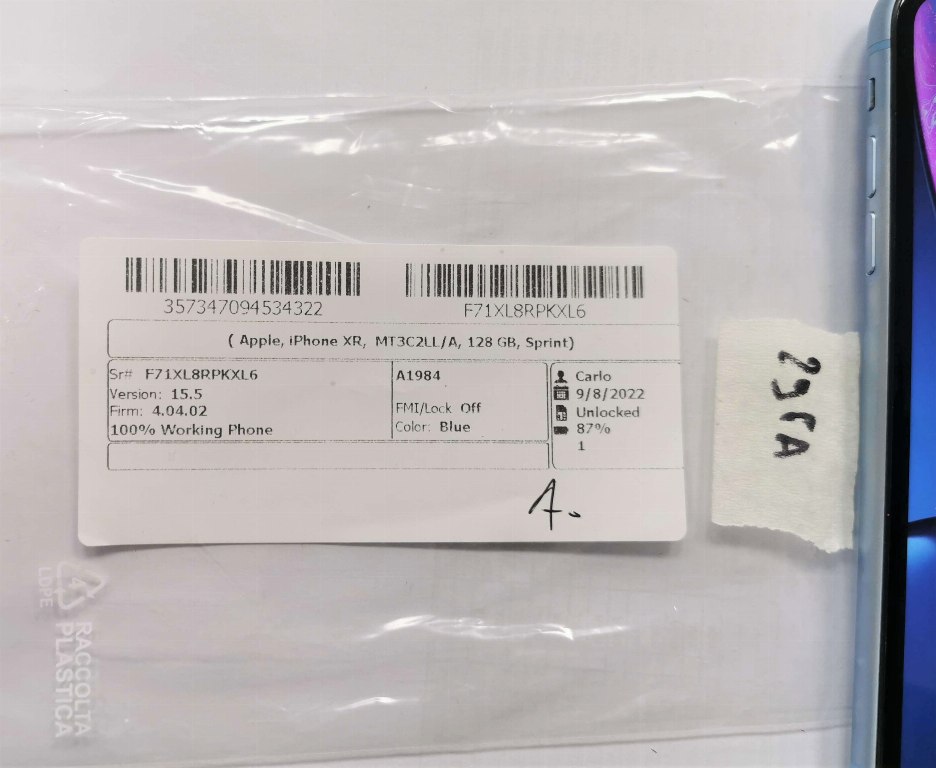 357347094534322
F71XL8RPKXL6
( Apple, iPhone XR, MT3C2LL/A, 128 GB, Sprint)
Sr# F71XL8RPKXL6
Version: 15.5
Firm: 4.04.02
100% Working Phone
A1984
FMI/Lock Off
Color: Blue
Carlo
9/8/2022
Unlocked
87%
1
A.
4
LDPE
RACCOLTA
PLASTICA